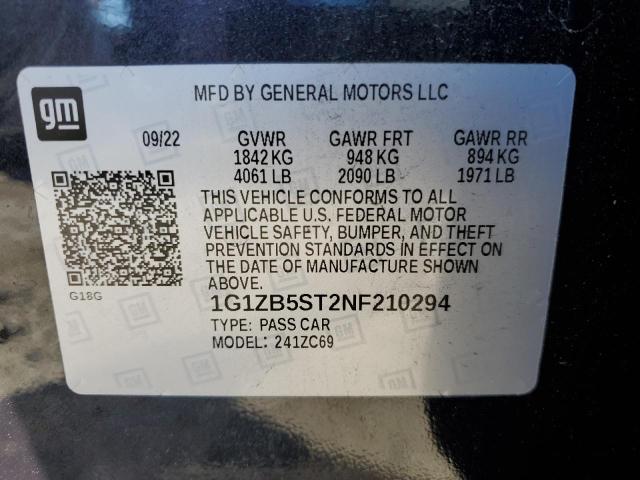 gm
MFD BY GENERAL MOTORS LLC
09/22 GVWR GAWR FRT GAWR RR
1842 KG 948 KG 894 KG
4061 LB 2090 LB 1971 LB
THIS VEHICLE CONFORMS TO ALL
APPLICABLE U.S. FEDERAL MOTOR
VEHICLE SAFETY, BUMPER, AND THEFT
PREVENTION STANDARDS IN EFFECT ON
THE DATE OF MANUFACTURE SHOWN
ABOVE.
G18G
1G1ZB5ST2NF210294
TYPE: PASS CAR
MODEL: 241ZC69